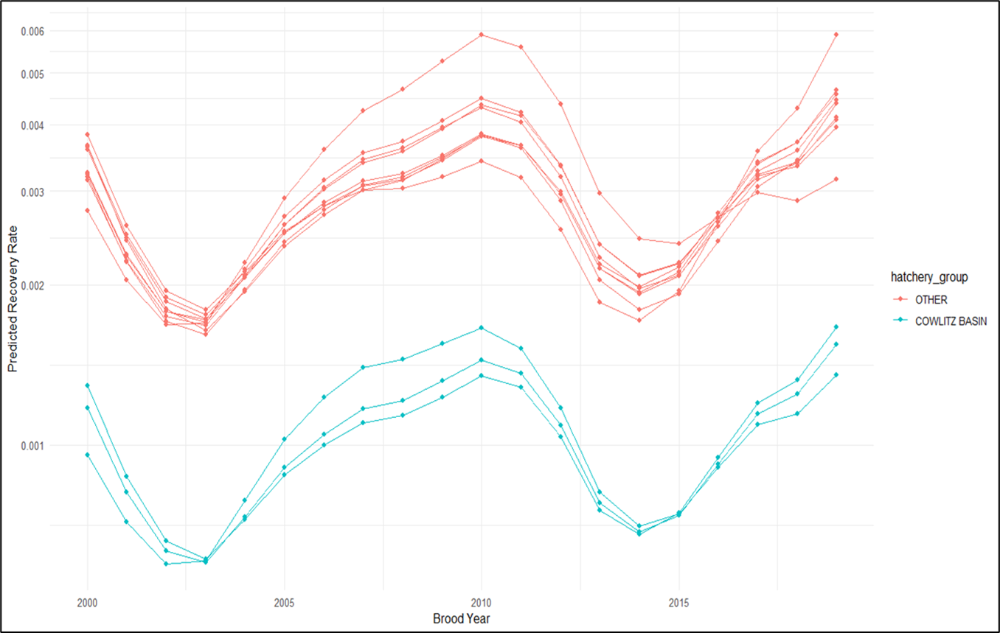 0.006
0.005
0.004
0.003
0.002
0.001
Predicted Recovery Rate
2000
2005
2010
2015
Brood Year
hatchery_group
OTHER
COWLITZ BASIN